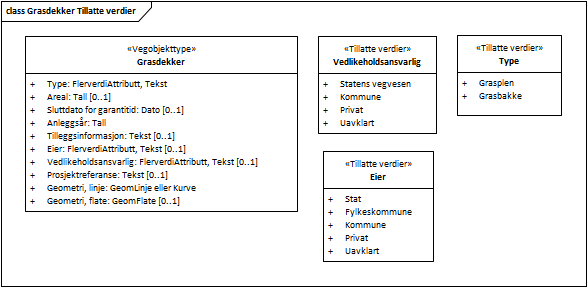 class Grasdekker Tillatte verdier
«Vegobjekttype»
Grasdekker
+ Type: FlerverdiAttributt, Tekst
+ Areal: Tall [0..1]
+ Sluttdato for garantitid: Dato [0..1]
+ Anleggsår: Tall
+ Tilleggsinformasjon: Tekst [0..1]
+ Eier: FlerverdiAttributt, Tekst [0..1]
+ Vedlikeholdsansvarlig: FlerverdiAttributt, Tekst [0..1]
+ Prosjektreferanse: Tekst [0..1]
+ Geometri, linje: GeomLinje eller Kurve
+ Geometri, flate: GeomFlate [0..1]
«Tillatte verdier»
Vedlikeholdsansvarlig
+ Statens vegvesen
+ Kommune
+ Privat
+ Uavklart
«Tillatte verdier»
Type
+ Grasplen
+ Grasbakke
«Tillatte verdier»
Eier
+ Stat
+ Fylkeskommune
+ Kommune
+ Privat
+ Uavklart